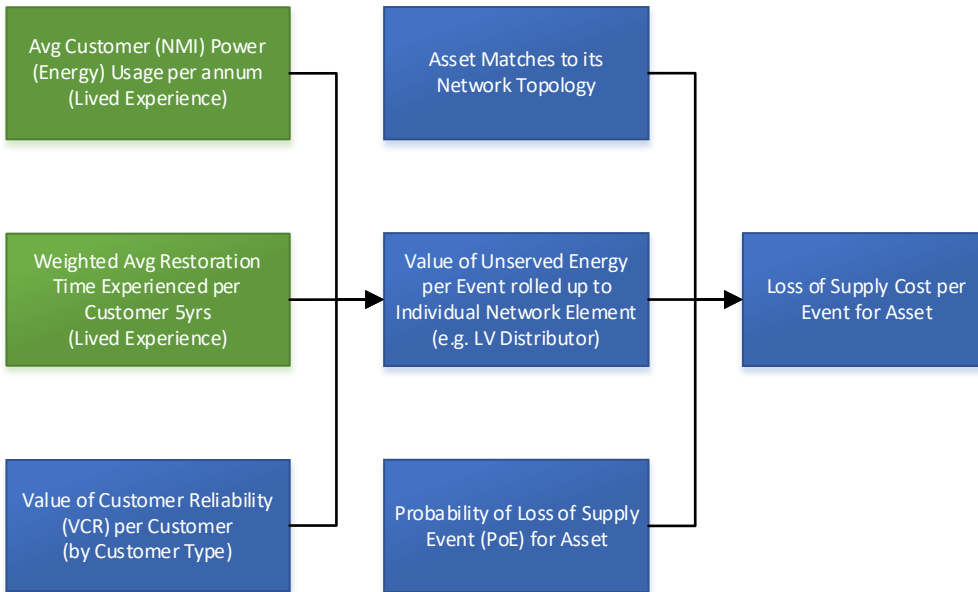 Avg Customer (NMI) Power
(Energy) Usage per annum
(Lived Experience)
Asset Matches to its
Network Topology
Weighted Avg Restoration
Time Experienced per
Customer 5yrs
(Lived Experience)
Value of Unserved Energy
per Event rolled up to
Individual Network Element
(e.g. LV Distributor)
Loss of Supply Cost per
Event for Asset
Value of Customer Reliability
(VCR) per Customer
(by Customer Type)
Probability of Loss of Supply
Event (PoE) for Asset